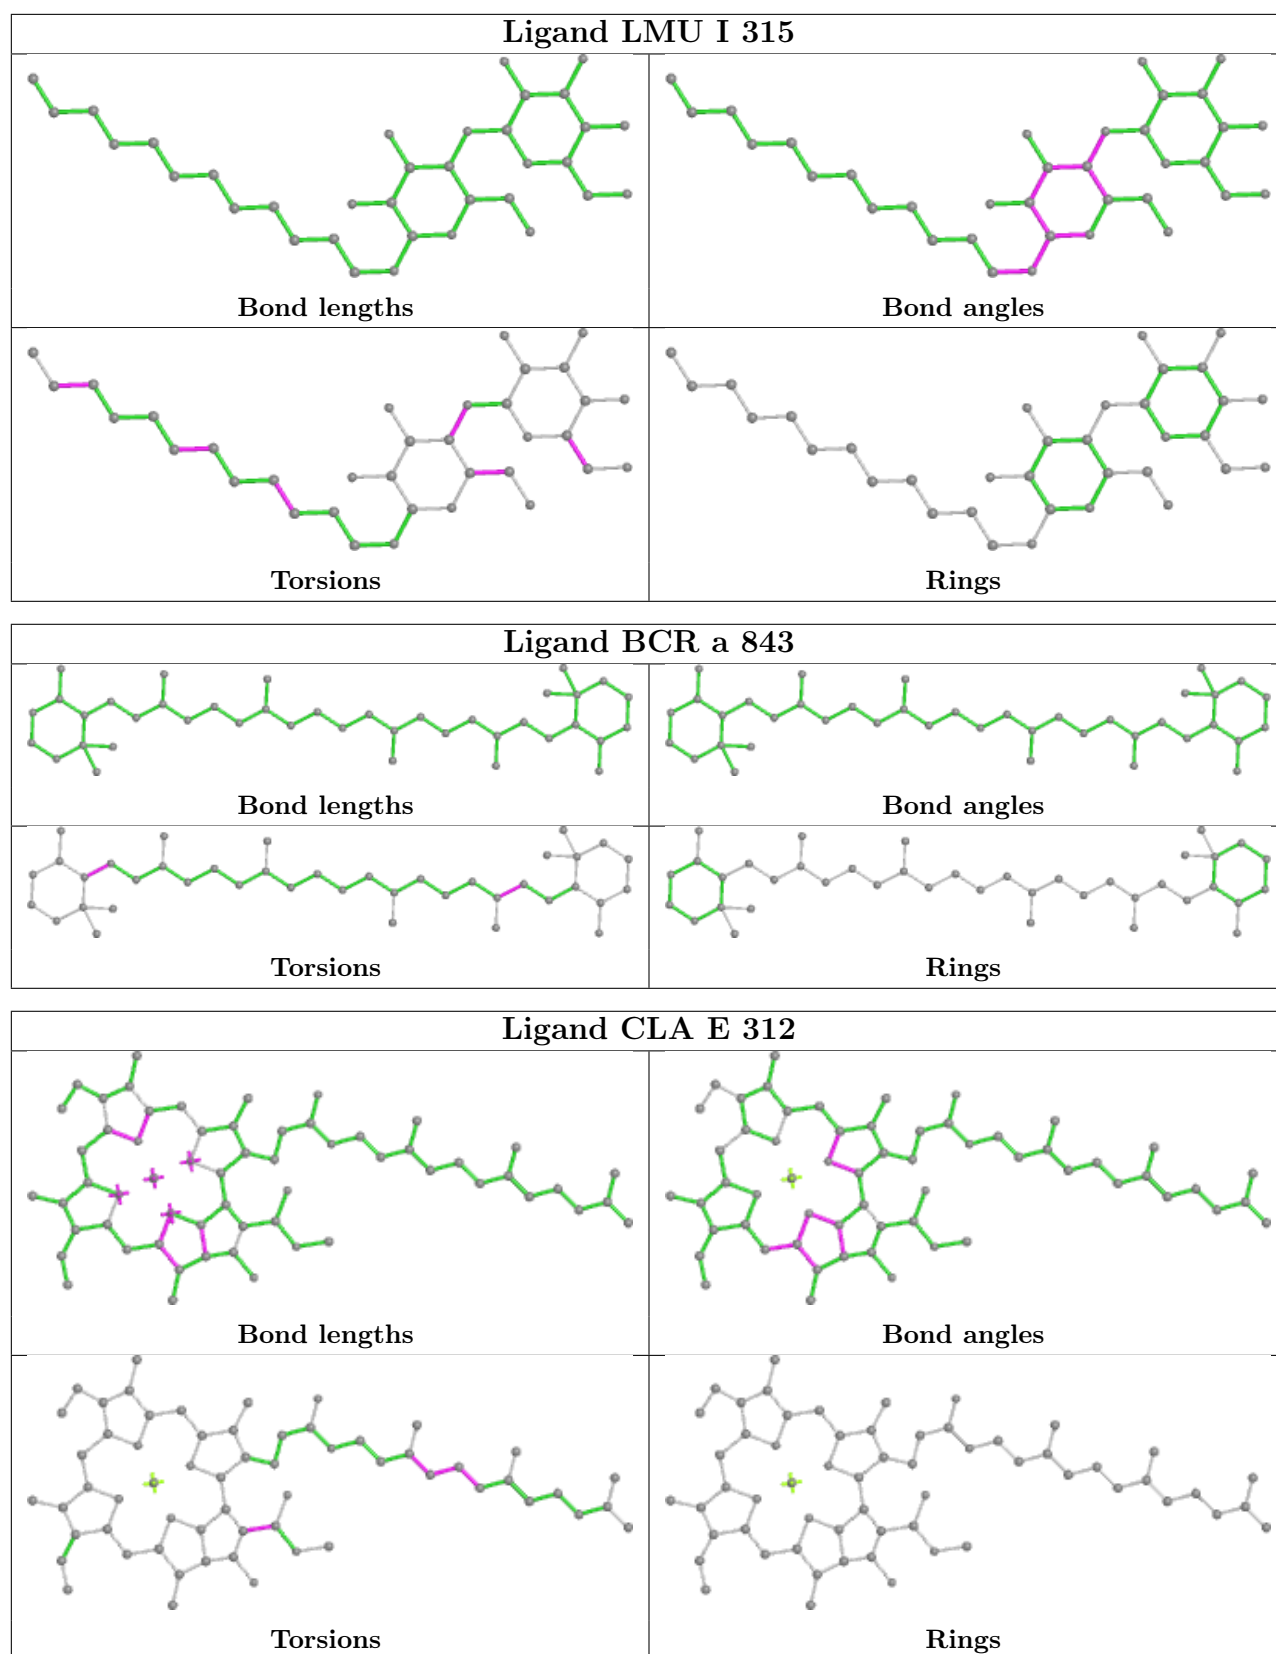 Ligand LMU I 315
Bond lengths
Bond angles
Torsions
Rings
Ligand BCR a 843
Bond lengths
Bond angles
Torsions
Rings
Ligand CLA E 312
Bond lengths
Bond angles
Torsions
Rings